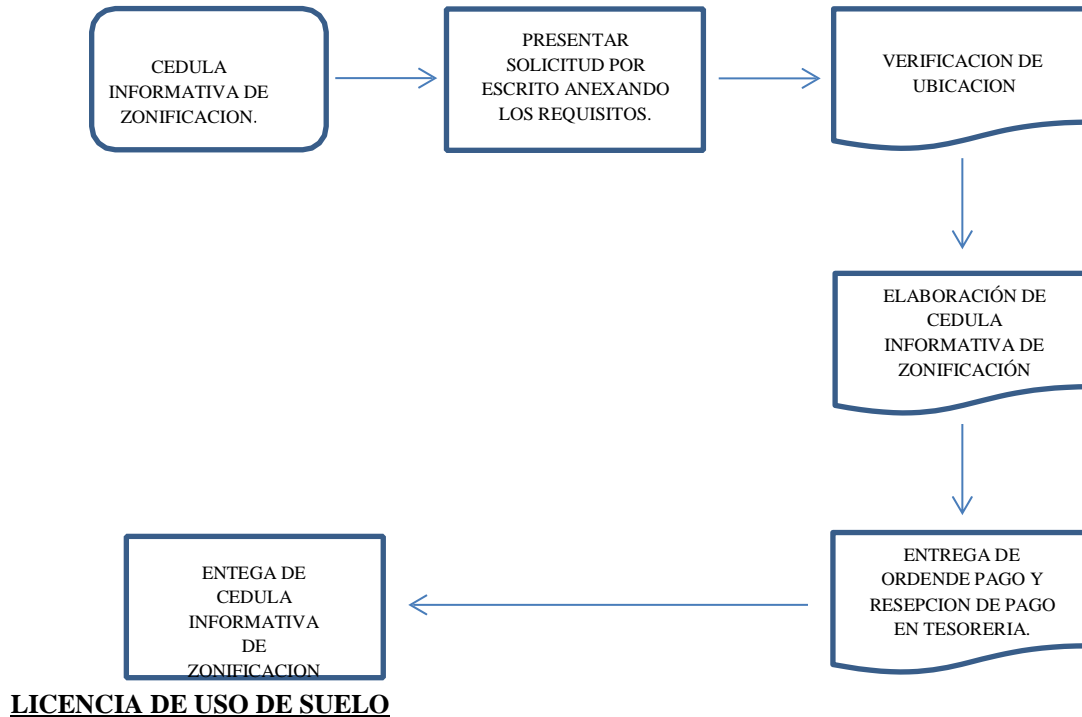 CEDULA
INFORMATIVA DE
ZONIFICACION.
PRESENTAR
SOLICITUD POR
ESCRITO ANEXANDO
LOS REQUISITOS.
VERIFICACION DE
UBICACION
ELABORACIÓN DE
CEDULA
INFORMATIVA DE
ZONIFICACIÓN
ENTREGA DE
ORDENDE PAGO Y
RESEPCION DE PAGO
EN TESORERIA.
ENTEGA DE
CEDULA
INFORMATIVA
DE
ZONIFICACION
LICENCIA DE USO DE SUELO